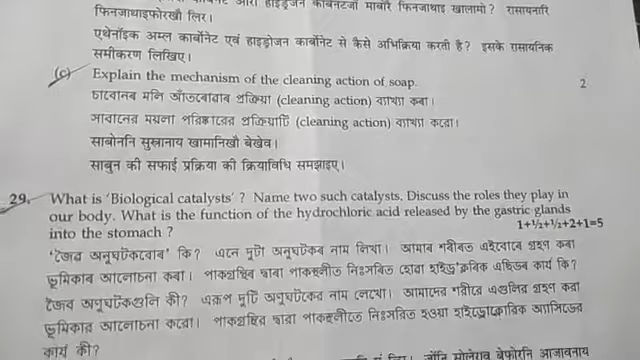 फिनजाथाइफोरखौ लिर।
एथेनॉइक अम्ल कार्बोनेट एवं हाइड्रोजन कार्बोनेट से कैसे अभिक्रिया करती है? इसके रासायनिक
समीकरण लिखिए।
(c) Explain the mechanism of the cleaning action of soap. 2
চাবোনৰ মলি আঁতৰোৱাৰ প্ৰক্ৰিয়া (cleaning action) ব্যাখ্যা কৰা।
সাবানের ময়লা পরিষ্কারের প্রক্রিয়াটি (cleaning action) ব্যাখ্যা করো।
साबोननि सुस्रानाय खामानिखौ बेखेव।
साबुन की सफाई प्रक्रिया की क्रियाविधि समझाइए।
29. What is 'Biological catalysts' ? Name two such catalysts. Discuss the roles they play in
our body. What is the function of the hydrochloric acid released by the gastric glands
into the stomach ? 1+½+½+2+1=5
'জৈৱ অনুঘটকবোৰ' কি? এনে দুটা অনুঘটকৰ নাম লিখা। আমাৰ শৰীৰত এইবোৰে গ্ৰহণ কৰা
ভূমিকাৰ আলোচনা কৰা। পাকগ্ৰন্থিৰ দ্বাৰা পাকস্থলীত নিঃসৰিত হোৱা হাইড্ৰ'ক্লৰিক এছিডৰ কাৰ্য কি?
জৈব অনুঘটকগুলি কী? এরূপ দুটি অনুঘটকের নাম লেখো। আমাদের শরীরে এগুলির গ্রহণ করা
ভূমিকার আলোচনা করো। পাকগ্রন্থির দ্বারা পাকস্থলীতে নিঃসরিত হওয়া হাইড্রোক্লোরিক অ্যাসিডের
কার্য কী?